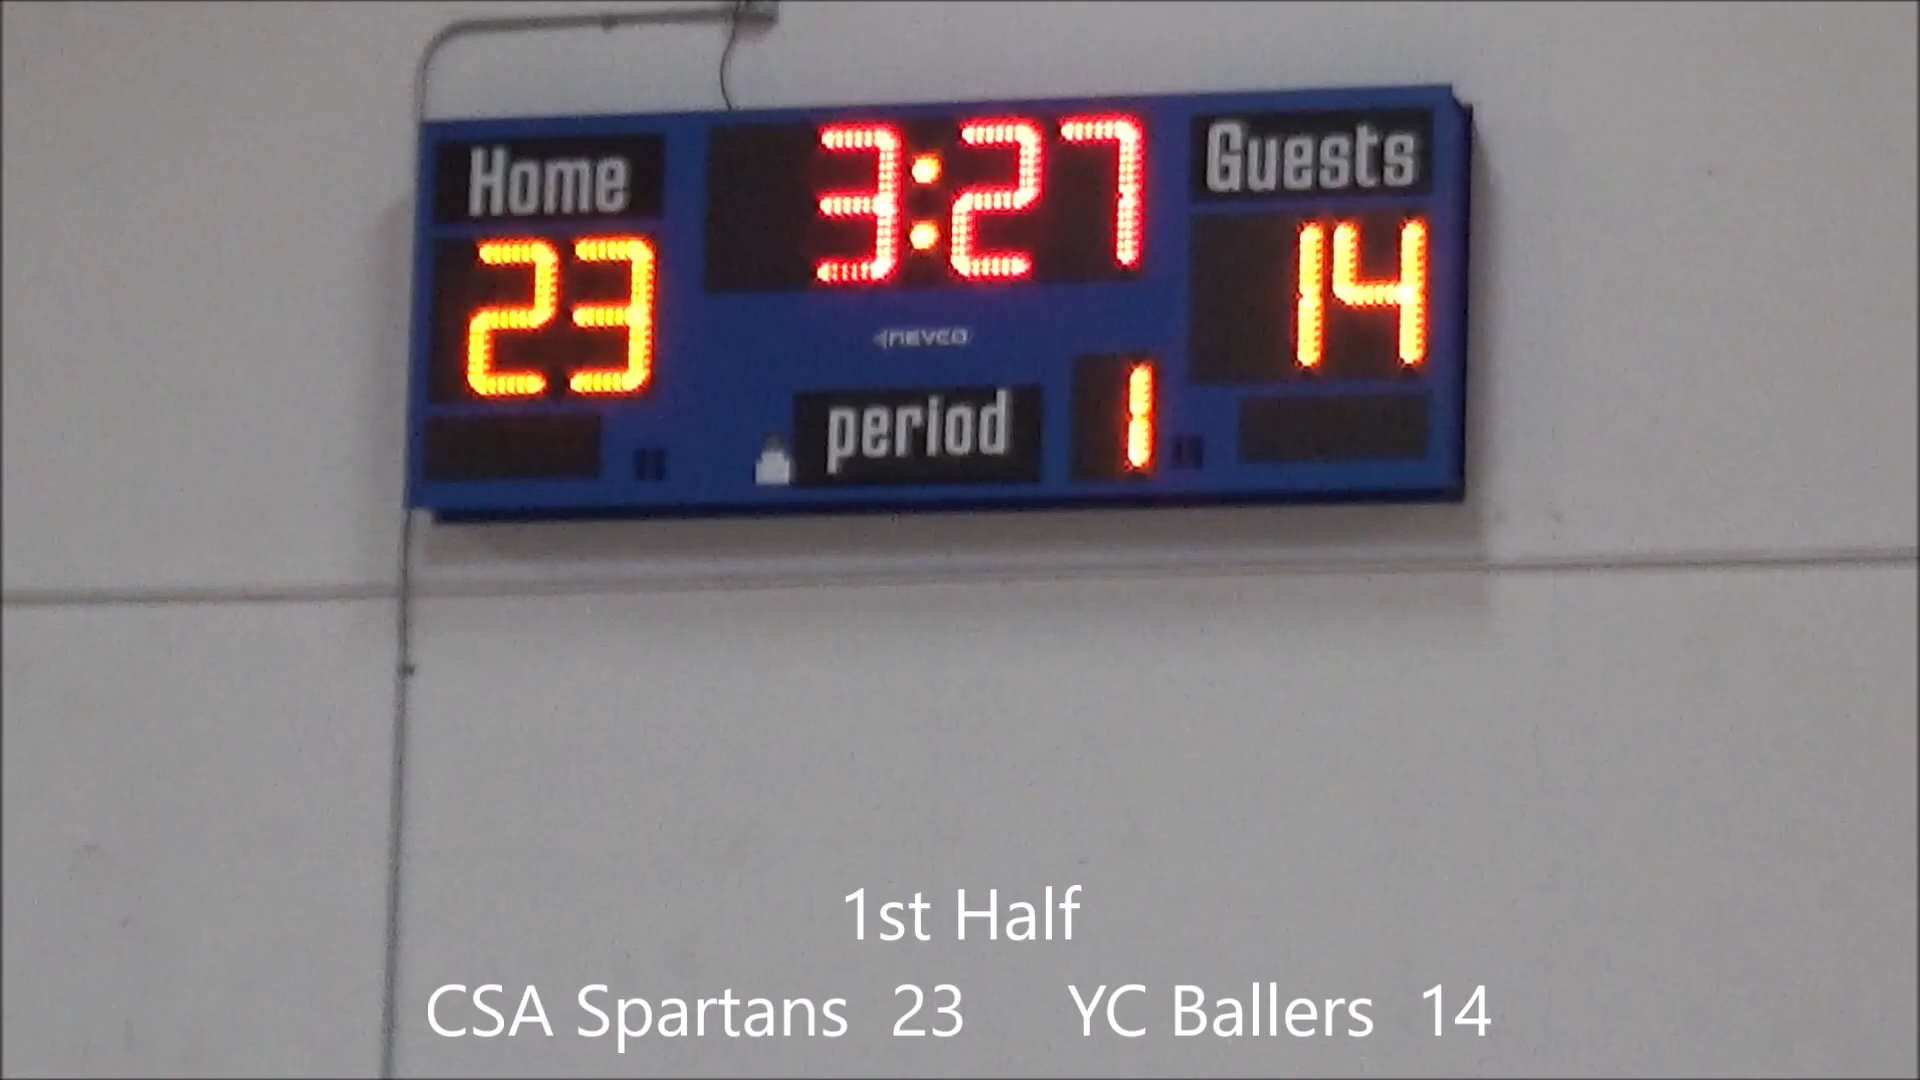 Home 3:27 Guests
23 14
NEVCO
period 1
1st Half
CSA Spartans 23 YC Ballers 14